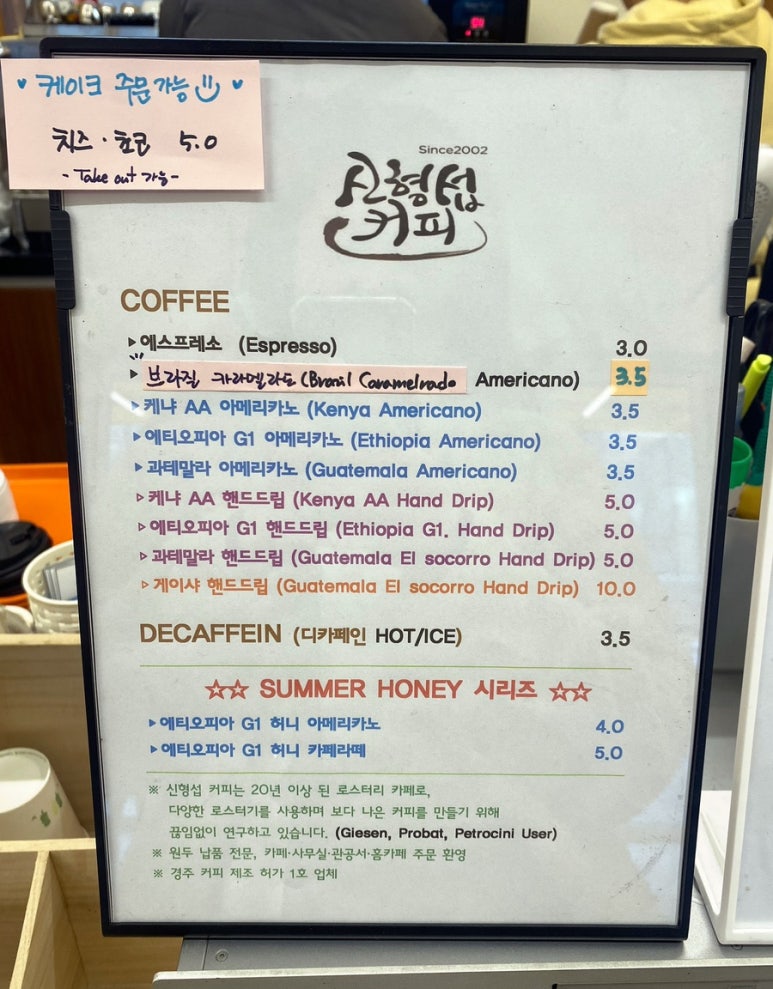 ♥ 케이크 주문가능 ♥
치즈 · 초코 5.0
- Take out 가능 -
Since2002
신형섭
커피
COFFEE
▸에스프레소 (Espresso) 3.0
▸브라질 카라멜라도 (Brazil Caramelrado Americano) 3.5
▸케냐 AA 아메리카노 (Kenya Americano) 3.5
▸에티오피아 G1 아메리카노 (Ethiopia Americano) 3.5
▸과테말라 아메리카노 (Guatemala Americano) 3.5
▹케냐 AA 핸드드립 (Kenya AA Hand Drip) 5.0
▹에티오피아 G1 핸드드립 (Ethiopia G1. Hand Drip) 5.0
▹과테말라 핸드드립 (Guatemala El socorro Hand Drip) 5.0
▹게이샤 핸드드립 (Guatemala El socorro Hand Drip) 10.0
DECAFFEIN (디카페인 HOT/ICE) 3.5
☆☆ SUMMER HONEY 시리즈 ☆☆
▸에티오피아 G1 허니 아메리카노 4.0
▸에티오피아 G1 허니 카페라떼 5.0
※ 신형섭 커피는 20년 이상 된 로스터리 카페로,
다양한 로스터기를 사용하며 보다 나은 커피를 만들기 위해
끊임없이 연구하고 있습니다. (Giesen, Probat, Petrocini User)
※ 원두 납품 전문, 카페·사무실·관공서·홈카페 주문 환영
※ 경주 커피 제조 허가 1호 업체